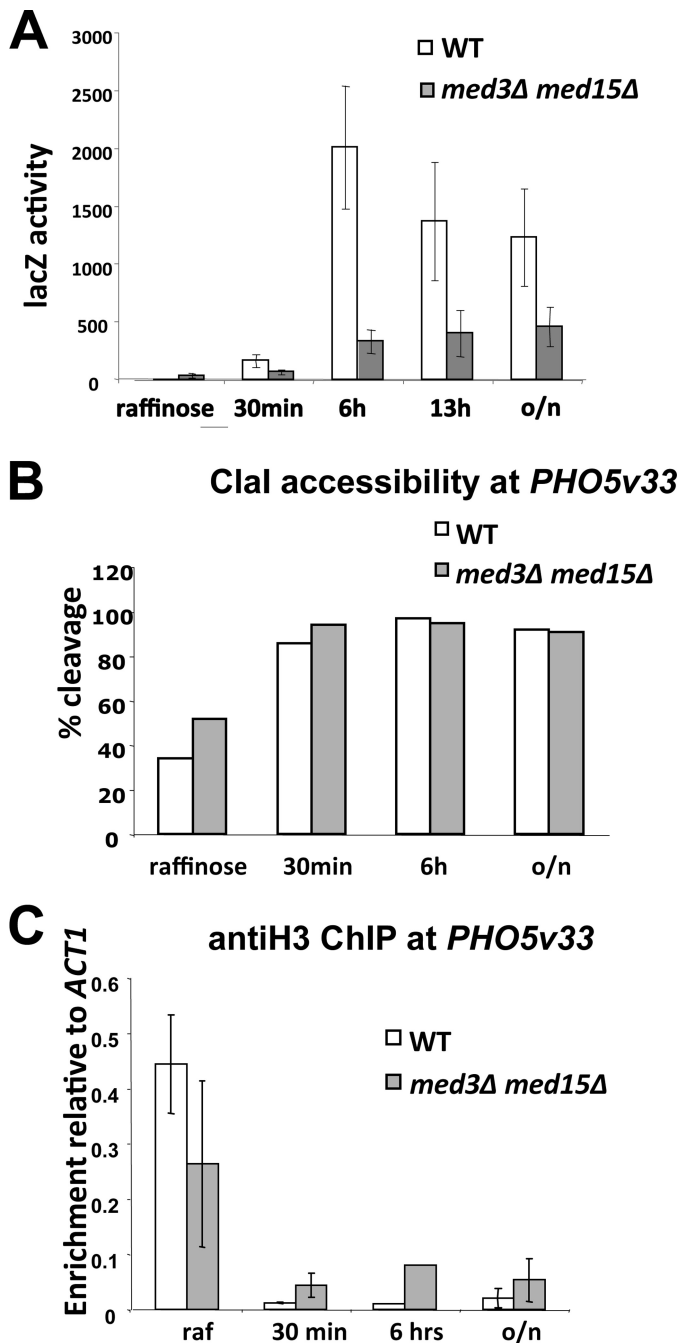 A
3000
2500
2000
1500
1000
500
0
lacZ activity
WT
med3Δ med15Δ
raffinose 30min 6h 13h o/n
B
ClaI accessibility at PHO5v33
WT
med3Δ med15Δ
120
100
80
60
40
20
0
% cleavage
raffinose 30min 6h o/n
C
antiH3 ChIP at PHO5v33
0.6
0.5
0.4
0.3
0.2
0.1
0
Enrichment relative to ACT1
WT
med3Δ med15Δ
raf 30 min 6 hrs o/n